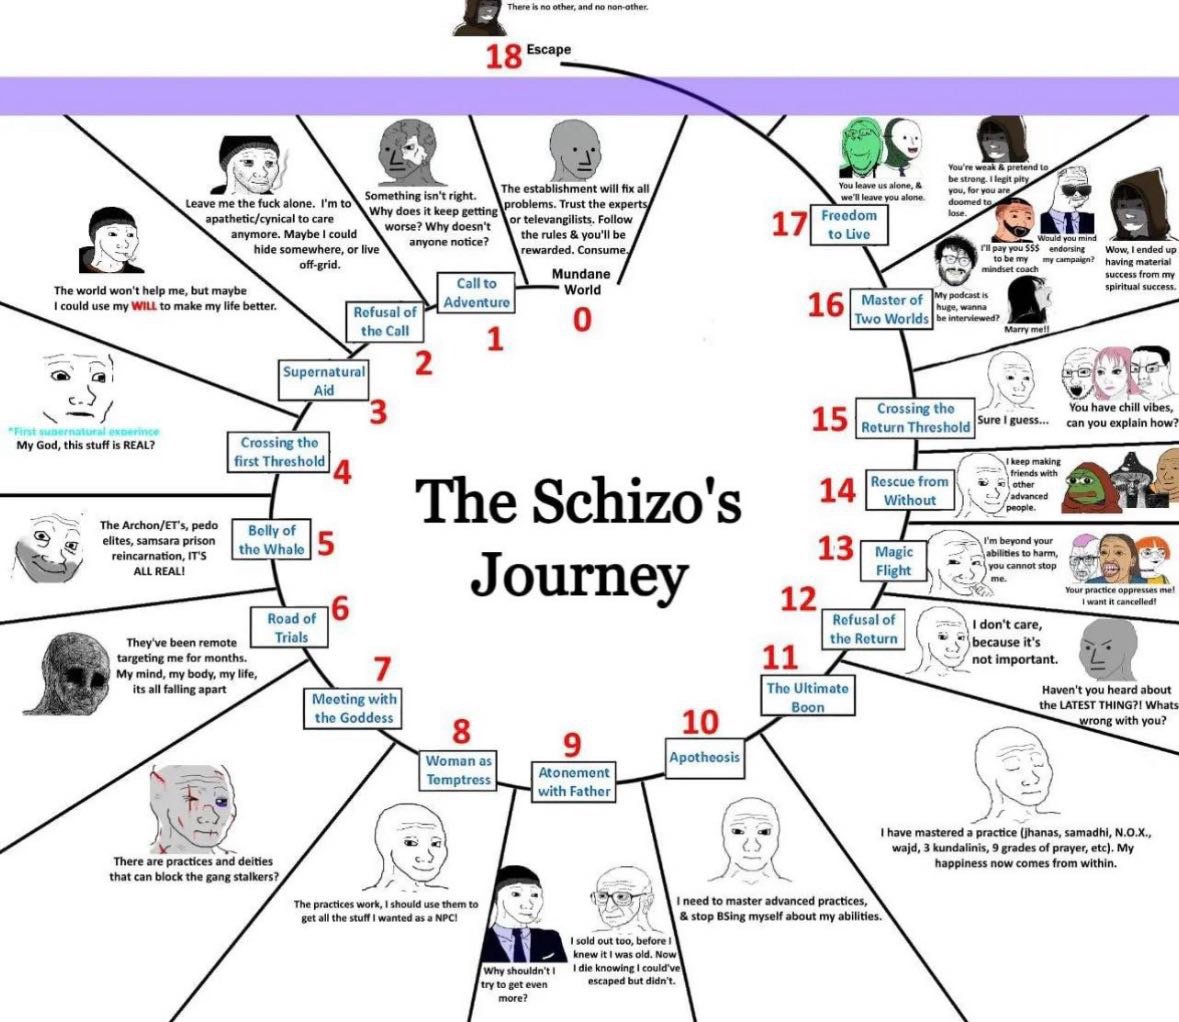 There is no other, and no non-other.
18 Escape
The Schizo's
Journey
Mundane
World
0
The establishment will fix all
problems. Trust the experts
or televangilists. Follow
the rules & you'll be
rewarded. Consume.
Call to
Adventure
1
Something isn't right.
Why does it keep getting
worse? Why doesn't
anyone notice?
Refusal of
the Call
2
Leave me the fuck alone. I'm to
apathetic/cynical to care
anymore. Maybe I could
hide somewhere, or live
off-grid.
Supernatural
Aid
3
The world won't help me, but maybe
I could use my WILL to make my life better.
Crossing the
first Threshold
4
*First supernatural experince
My God, this stuff is REAL?
Belly of
the Whale
5
The Archon/ET's, pedo
elites, samsara prison
reincarnation, IT'S
ALL REAL!
Road of
Trials
6
They've been remote
targeting me for months.
My mind, my body, my life,
its all falling apart
7
Meeting with
the Goddess
There are practices and deities
that can block the gang stalkers?
8
Woman as
Temptress
The practices work, I should use them to
get all the stuff I wanted as a NPC!
9
Atonement
with Father
Why shouldn't I
try to get even
more?
I sold out too, before I
knew it I was old. Now
I die knowing I could've
escaped but didn't.
10
Apotheosis
I need to master advanced practices,
& stop BSing myself about my abilities.
11
The Ultimate
Boon
I have mastered a practice (jhanas, samadhi, N.O.X.,
wajd, 3 kundalinis, 9 grades of prayer, etc). My
happiness now comes from within.
12
Refusal of
the Return
I don't care,
because it's
not important.
Haven't you heard about
the LATEST THING?! Whats
wrong with you?
13
Magic
Flight
I'm beyond your
abilities to harm,
you cannot stop
me.
Your practice oppresses me!
I want it cancelled!
14
Rescue from
Without
I keep making
friends with
other
advanced
people.
15
Crossing the
Return Threshold
Sure I guess...
You have chill vibes,
can you explain how?
16
Master of
Two Worlds
My podcast is
huge, wanna
be interviewed?
I'll pay you $$$
to be my
mindset coach
Marry me!!
Would you mind
endorsing
my campaign?
Wow, I ended up
having material
success from my
spiritual success.
17
Freedom
to Live
You leave us alone, &
we'll leave you alone.
You're weak & pretend to
be strong. I legit pity
you, for you are
doomed to
lose.